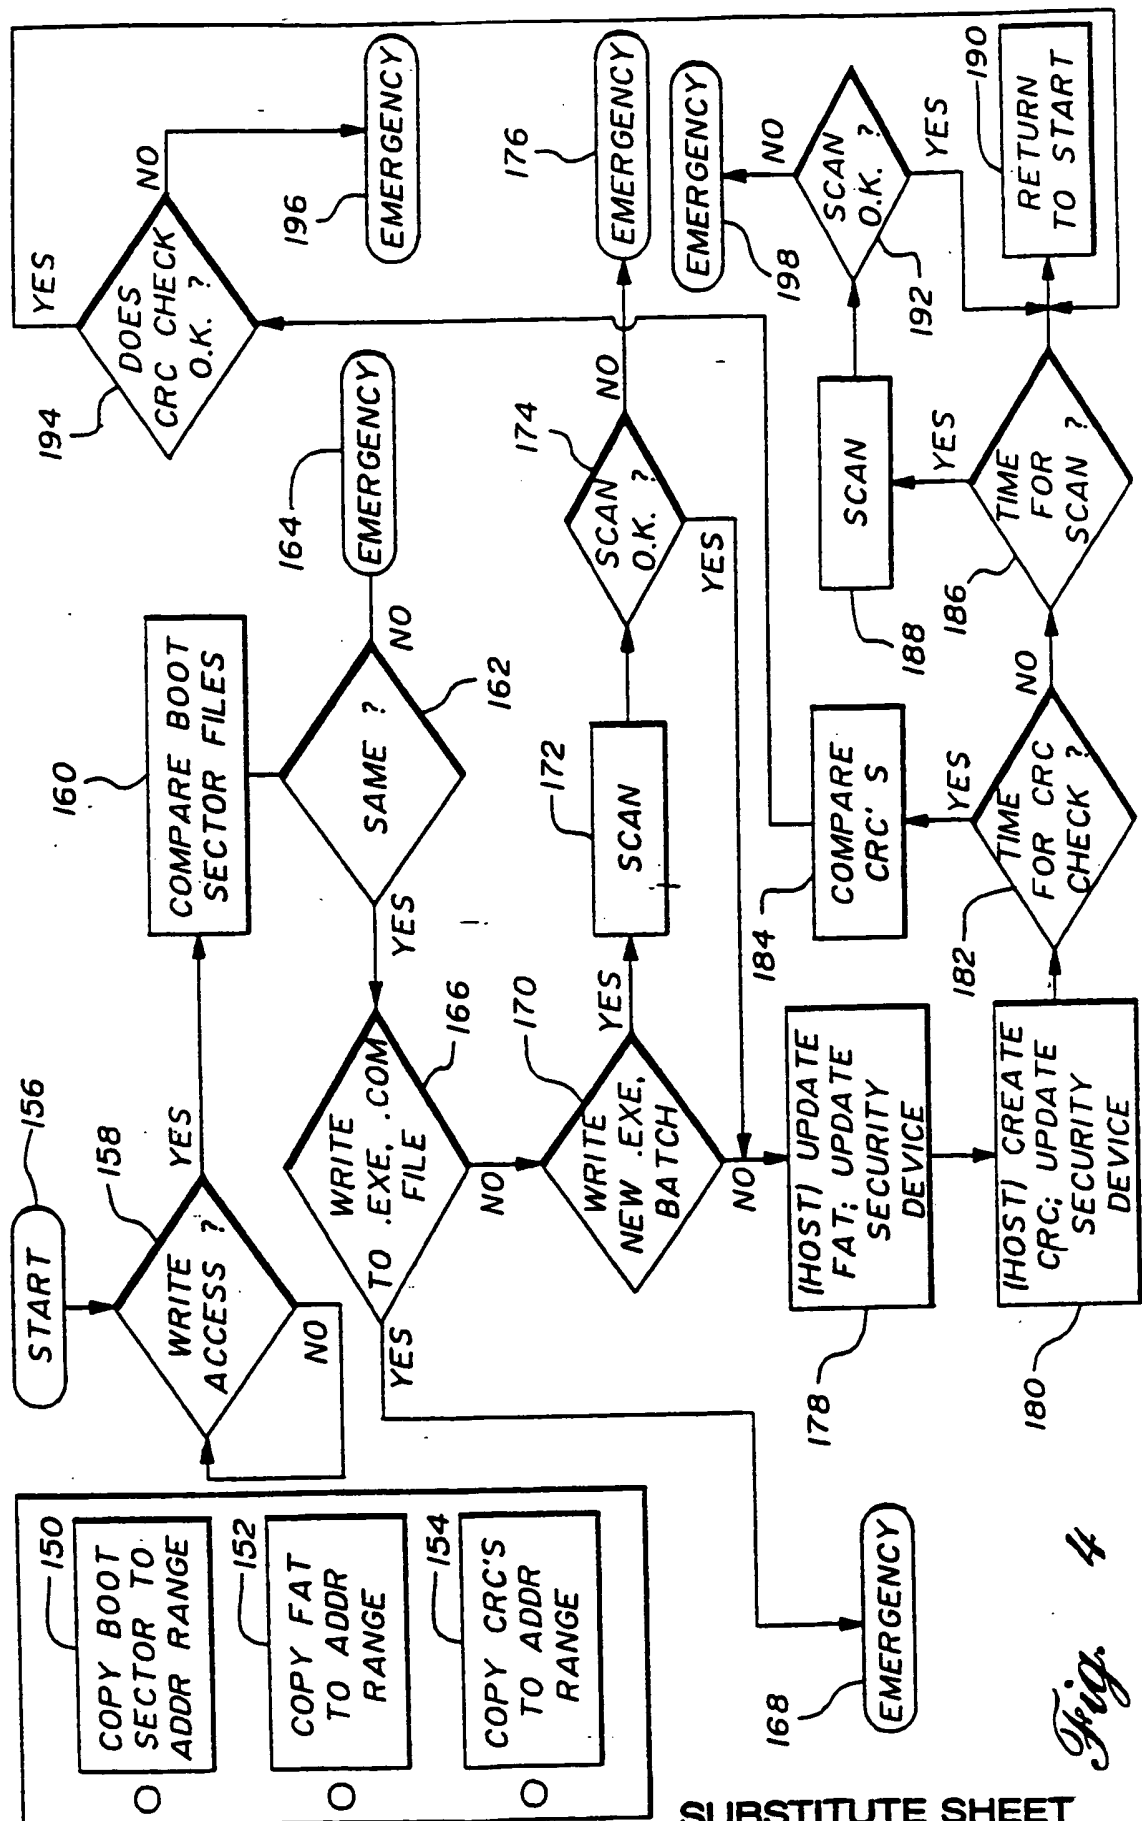 150
COPY BOOT
SECTOR TO
ADDR RANGE
152
COPY FAT
TO ADDR
RANGE
154
COPY CRC'S
TO ADDR
RANGE
START
156
158
WRITE
ACCESS ?
YES
NO
160
COMPARE BOOT
SECTOR FILES
SAME ?
162
YES
NO
164
EMERGENCY
WRITE
TO .EXE, .COM
FILE
166
YES
NO
168
EMERGENCY
170
WRITE
NEW .EXE,
BATCH
YES
NO
172
SCAN
174
SCAN
O.K. ?
NO
YES
176
EMERGENCY
178
(HOST) UPDATE
FAT; UPDATE
SECURITY
DEVICE
180
(HOST) CREATE
CRC; UPDATE
SECURITY
DEVICE
182
TIME
FOR CRC
CHECK ?
YES
NO
184
COMPARE
CRC' S
186
TIME
FOR
SCAN ?
YES
188
SCAN
190
RETURN
TO START
192
SCAN
O.K. ?
NO
YES
194
DOES
CRC CHECK
O.K. ?
YES
NO
196
EMERGENCY
198
EMERGENCY
Fig. 4
SUBSTITUTE SHEET